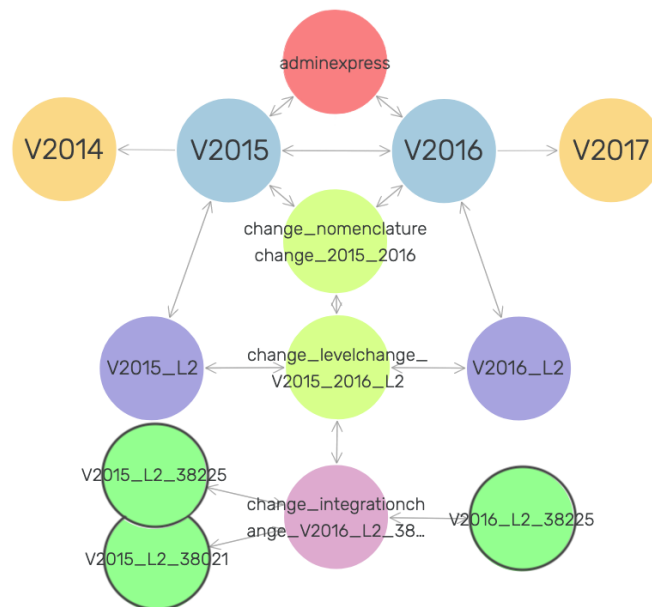 adminexpress
V2014
V2015
V2016
V2017
change_nomenclature
change_2015_2016
V2015_L2
change_levelchange_
V2015_2016_L2
V2016_L2
V2015_L2_38225
change_integrationch
ange_V2016_L2_38…
V2016_L2_38225
V2015_L2_38021